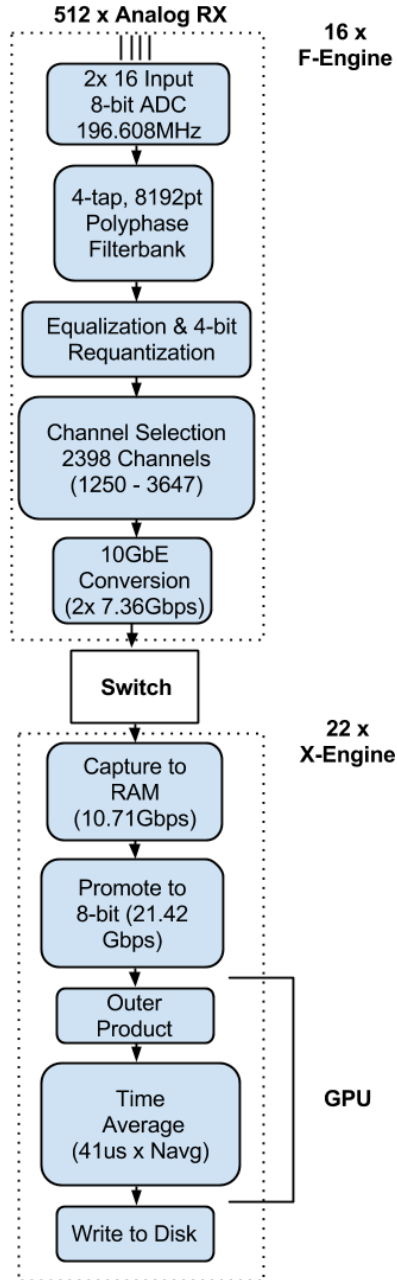 512 x Analog RX
16 x
F-Engine
2x 16 Input
8-bit ADC
196.608MHz
4-tap, 8192pt
Polyphase
Filterbank
Equalization & 4-bit
Requantization
Channel Selection
2398 Channels
(1250 - 3647)
10GbE
Conversion
(2x 7.36Gbps)
Switch
22 x
X-Engine
Capture to
RAM
(10.71Gbps)
Promote to
8-bit (21.42
Gbps)
Outer
Product
Time
Average
(41us x Navg)
GPU
Write to Disk